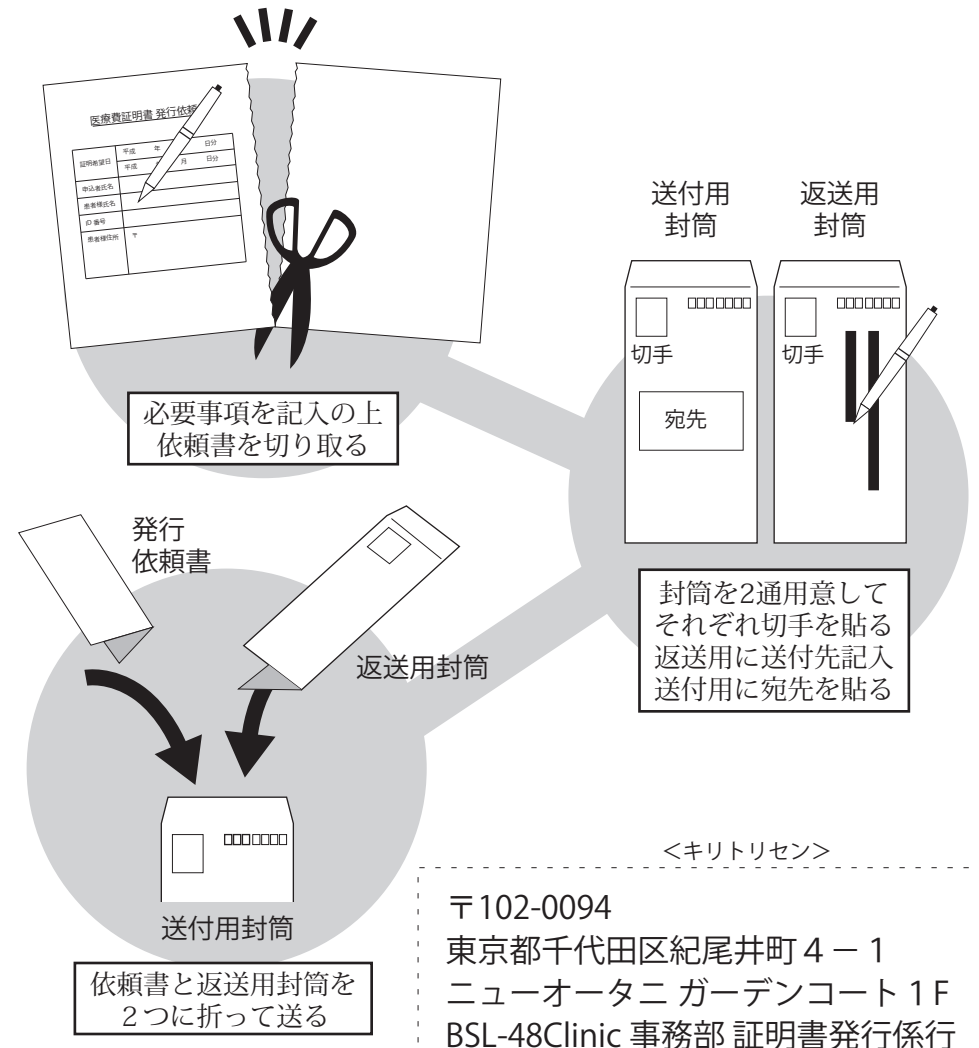 医療費証明書 発行依頼
証明希望日
平成 年 日分
平成 月 日分
申込者氏名
患者様氏名
ID 番号
患者様住所
〒
必要事項を記入の上
依頼書を切り取る
送付用
封筒
返送用
封筒
切手
切手
宛先
封筒を2通用意して
それぞれ切手を貼る
返送用に送付先記入
送付用に宛先を貼る
発行
依頼書
返送用封筒
送付用封筒
依頼書と返送用封筒を
２つに折って送る
＜キリトリセン＞
〒102-0094
東京都千代田区紀尾井町４－１
ニューオータニ ガーデンコート１F
BSL-48Clinic 事務部 証明書発行係行